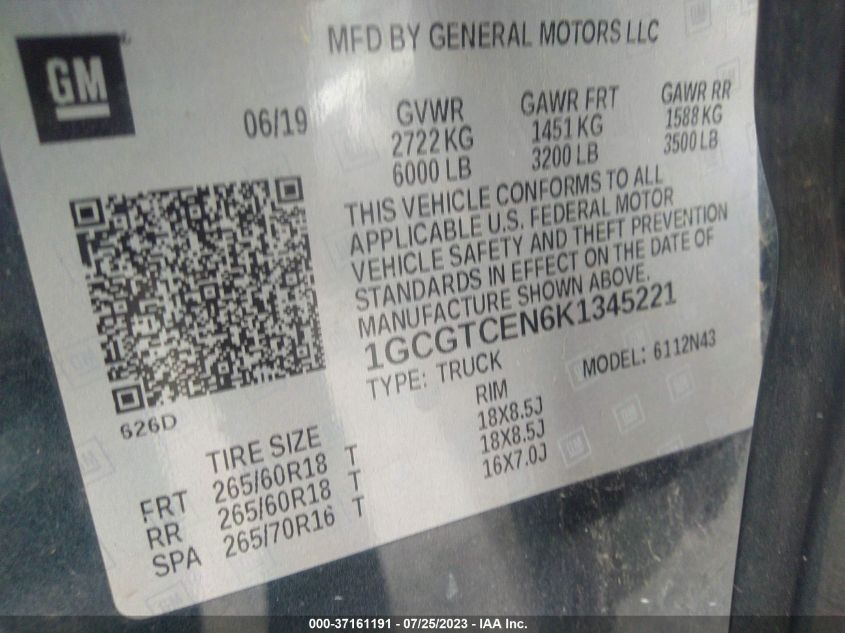 GM
MFD BY GENERAL MOTORS LLC
06/19
GVWR GAWR FRT GAWR RR
2722 KG 1451 KG 1588 KG
6000 LB 3200 LB 3500 LB
THIS VEHICLE CONFORMS TO ALL
APPLICABLE U.S. FEDERAL MOTOR
VEHICLE SAFETY AND THEFT PREVENTION
STANDARDS IN EFFECT ON THE DATE OF
MANUFACTURE SHOWN ABOVE.
1GCGTCEN6K1345221
TYPE: TRUCK MODEL: 6112N43
626D
TIRE SIZE RIM
FRT 265/60R18 T 18X8.5J
RR 265/60R18 T 18X8.5J
SPA 265/70R16 T 16X7.0J
000-37161191 - 07/25/2023 - IAA Inc.